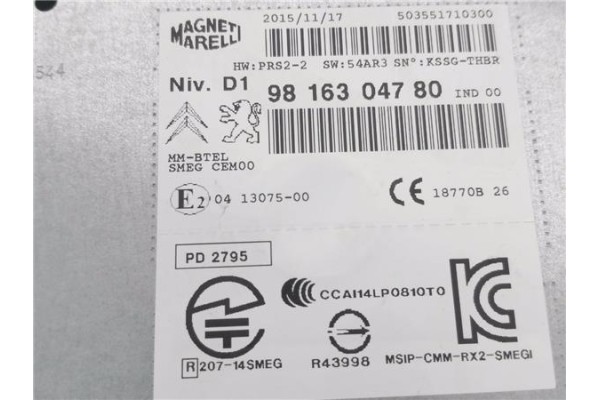 MAGNETI
MARELLI
2015/11/17 503551710300
HW:PRS2-2 SW:54AR3 SN°:KSSG-THBR
544
Niv. D1 98 163 047 80 IND 00
MM-BTEL
SMEG CEM00
E2 04 13075-00 CE 18770B 26
PD 2795
CCAI14LP0810T0
R 207-14SMEG R43998 MSIP-CMM-RX2-SMEGI